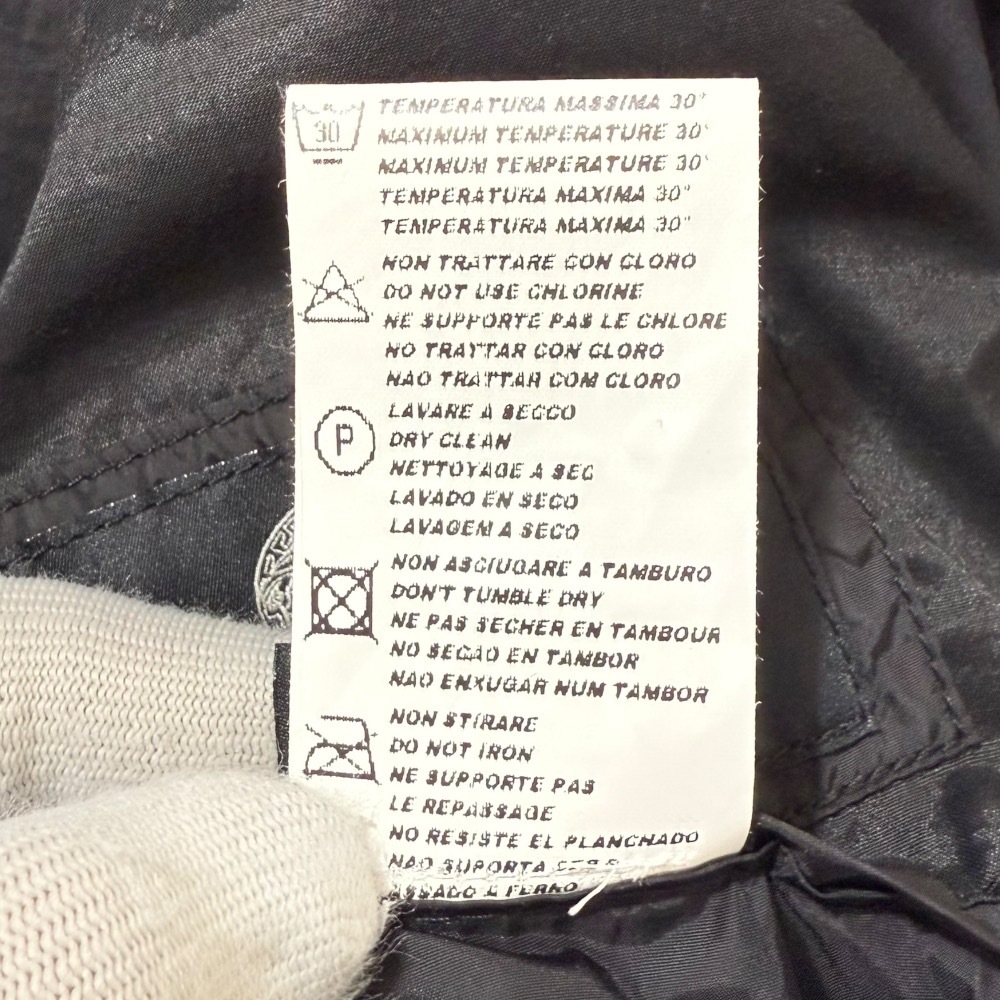 30
TEMPERATURA MASSIMA 30°
MAXIMUM TEMPERATURE 30°
MAXIMUM TEMPERATURE 30°
TEMPERATURA MAXIMA 30°
TEMPERATURA MAXIMA 30°
NON TRATTARE CON CLORO
DO NOT USE CHLORINE
NE SUPPORTE PAS LE CHLORE
NO TRATTAR CON CLORO
NAO TRATTAR COM CLORO
P
LAVARE A SECCO
DRY CLEAN
NETTOYAGE A SEC
LAVADO EN SECO
LAVAGEM A SECO
NON ASCIUGARE A TAMBURO
DON'T TUMBLE DRY
NE PAS SECHER EN TAMBOUR
NO SECAO EN TAMBOR
NAO ENXUGAR NUM TAMBOR
NON STIRARE
DO NOT IRON
NE SUPPORTE PAS
LE REPASSAGE
NO RESISTE EL PLANCHADO
NAO SUPORTA
FERRO